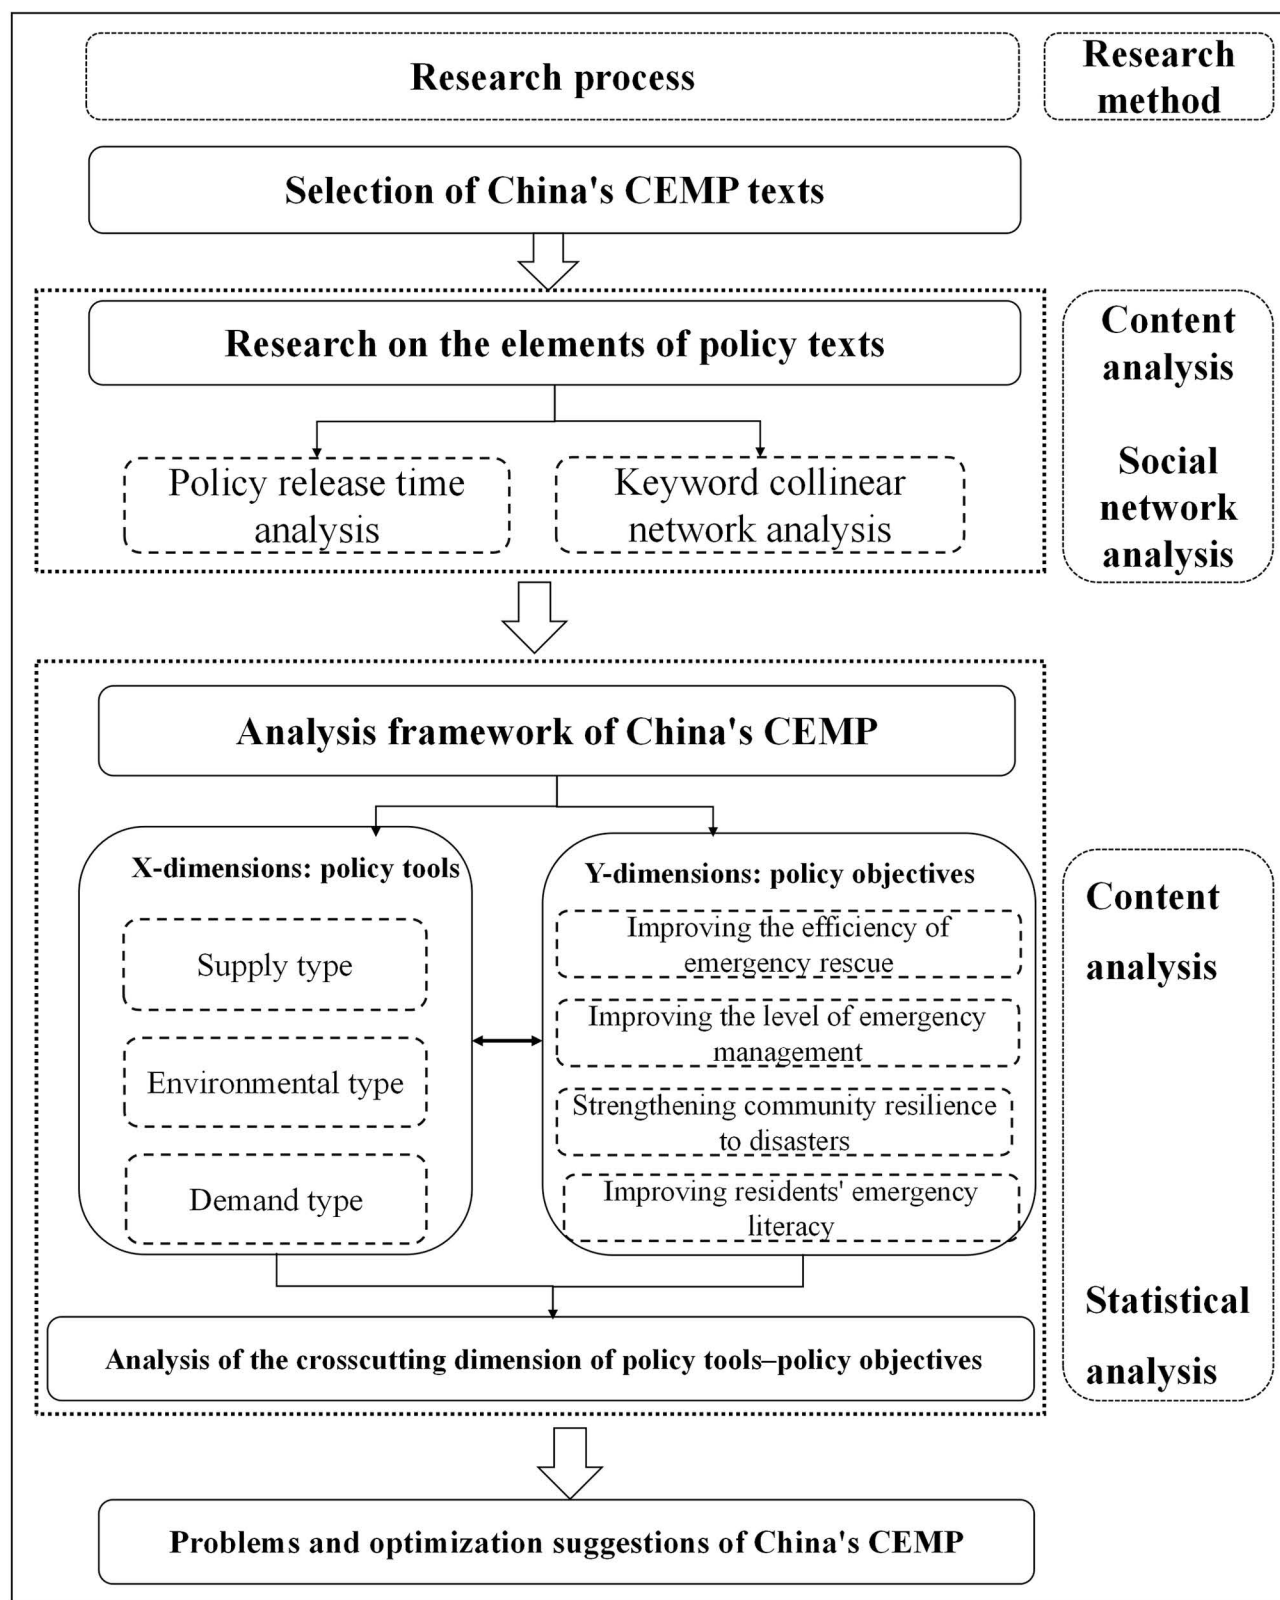 Research process
Research
method
Selection of China's CEMP texts
Research on the elements of policy texts
Policy release time
analysis
Keyword collinear
network analysis
Content
analysis
Social
network
analysis
Analysis framework of China's CEMP
X-dimensions: policy tools
Supply type
Environmental type
Demand type
Y-dimensions: policy objectives
Improving the efficiency of
emergency rescue
Improving the level of emergency
management
Strengthening community resilience
to disasters
Improving residents' emergency
literacy
Analysis of the crosscutting dimension of policy tools–policy objectives
Content
analysis
Statistical
analysis
Problems and optimization suggestions of China's CEMP